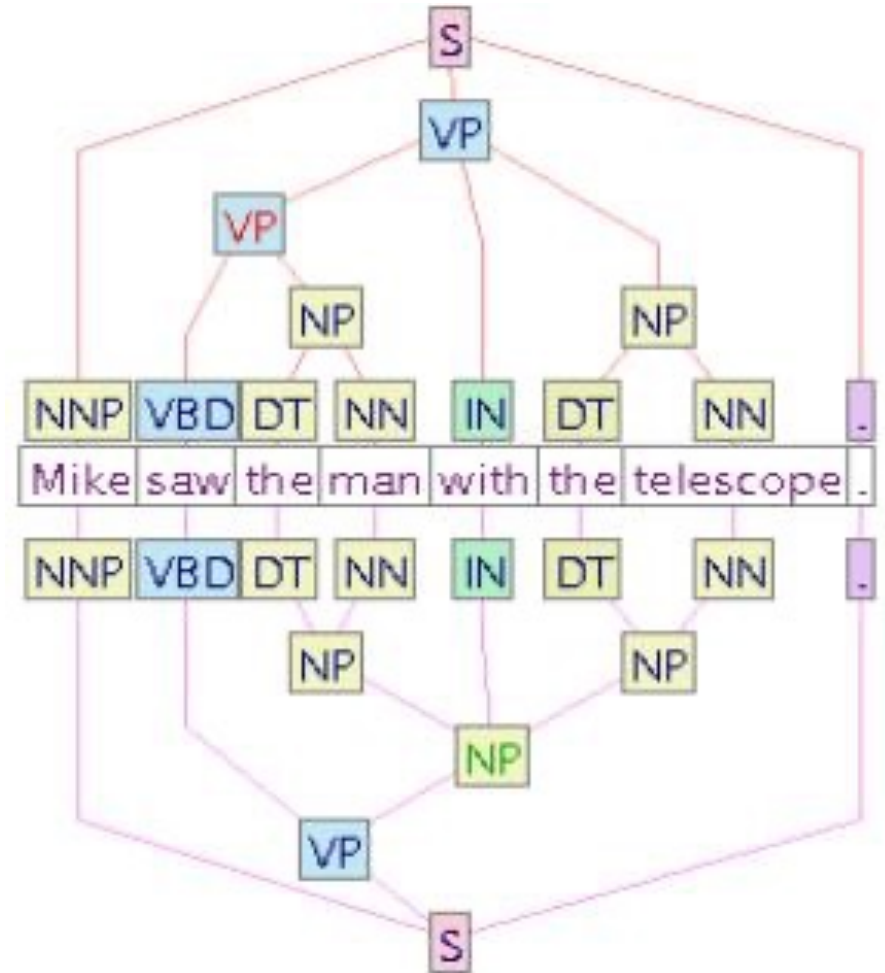 S
VP
VP
NP NP
NNP VBD DT NN IN DT NN .
Mike saw the man with the telescope .
NNP VBD DT NN IN DT NN .
NP NP
NP
VP
S